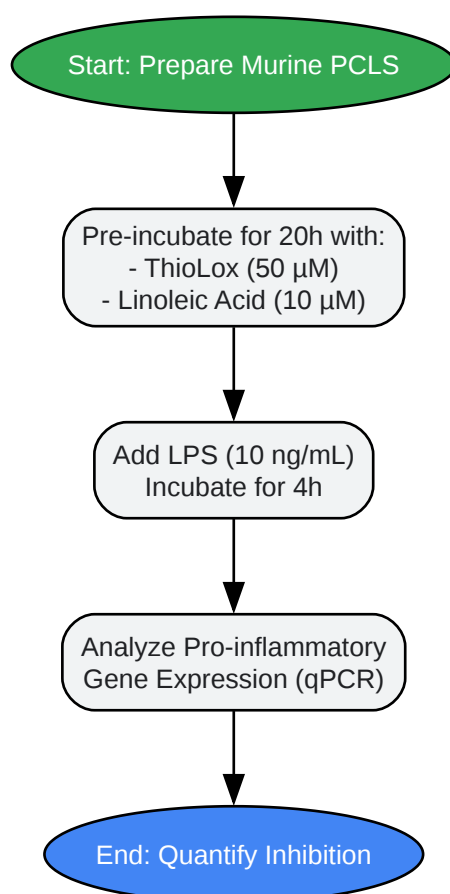 Start: Prepare Murine PCLS
Pre-incubate for 20h with:
- ThioLox (50 µM)
- Linoleic Acid (10 µM)
Add LPS (10 ng/mL)
Incubate for 4h
Analyze Pro-inflammatory
Gene Expression (qPCR)
End: Quantify Inhibition